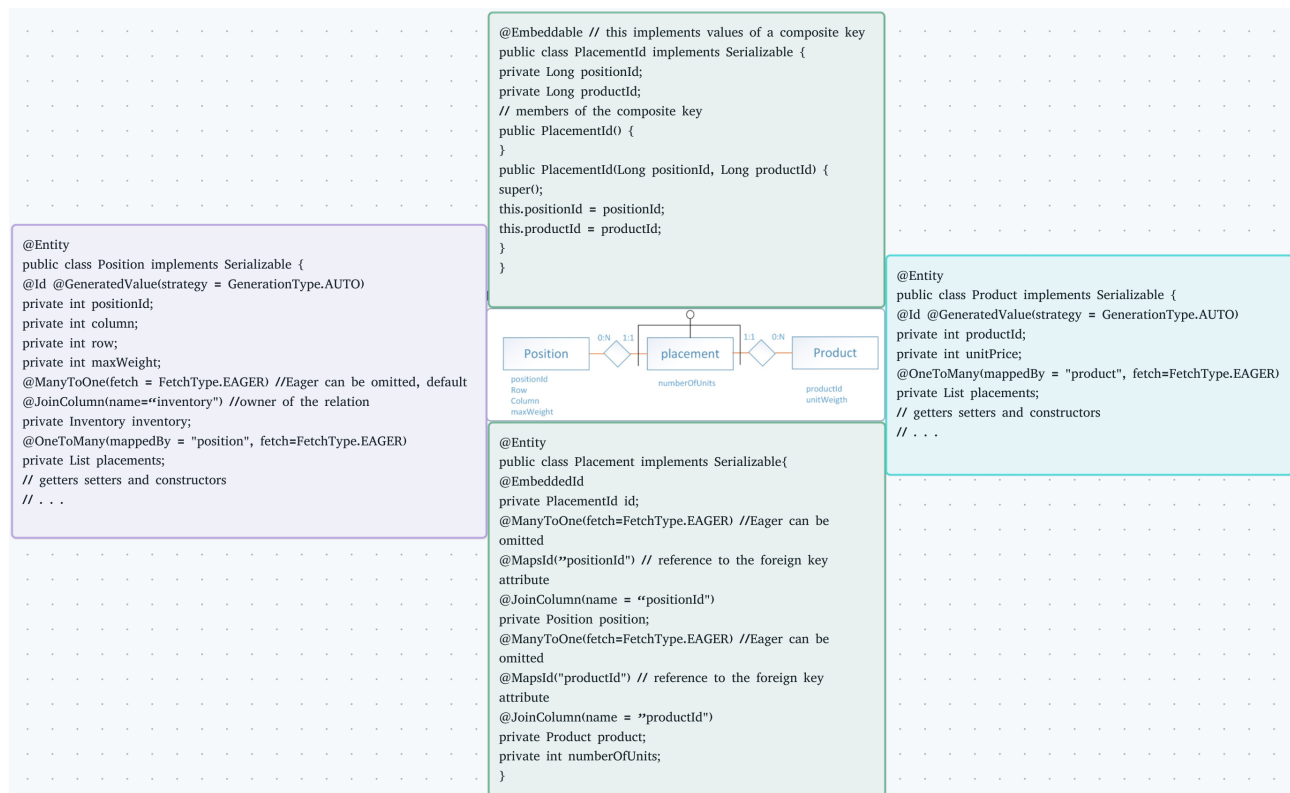 @Embeddable // this implements values of a composite key
public class PlacementId implements Serializable {
private Long positionId;
private Long productId;
// members of the composite key
public PlacementId() {
}
public PlacementId(Long positionId, Long productId) {
super();
this.positionId = positionId;
this.productId = productId;
}
}
@Entity
public class Position implements Serializable {
@Id @GeneratedValue(strategy = GenerationType.AUTO)
private int positionId;
private int column;
private int row;
private int maxWeight;
@ManyToOne(fetch = FetchType.EAGER) //Eager can be omitted, default
@JoinColumn(name=“inventory") //owner of the relation
private Inventory inventory;
@OneToMany(mappedBy = "position", fetch=FetchType.EAGER)
private List placements;
// getters setters and constructors
// . . .
Position
0:N
1:1
placement
1:1
0:N
Product
positionId
Row
Column
maxWeight
numberOfUnits
productId
unitWeigth
@Entity
public class Product implements Serializable {
@Id @GeneratedValue(strategy = GenerationType.AUTO)
private int productId;
private int unitPrice;
@OneToMany(mappedBy = "product", fetch=FetchType.EAGER)
private List placements;
// getters setters and constructors
// . . .
@Entity
public class Placement implements Serializable{
@EmbeddedId
private PlacementId id;
@ManyToOne(fetch=FetchType.EAGER) //Eager can be
omitted
@MapsId(”positionId") // reference to the foreign key
attribute
@JoinColumn(name = “positionId")
private Position position;
@ManyToOne(fetch=FetchType.EAGER) //Eager can be
omitted
@MapsId("productId") // reference to the foreign key
attribute
@JoinColumn(name = ”productId")
private Product product;
private int numberOfUnits;
}